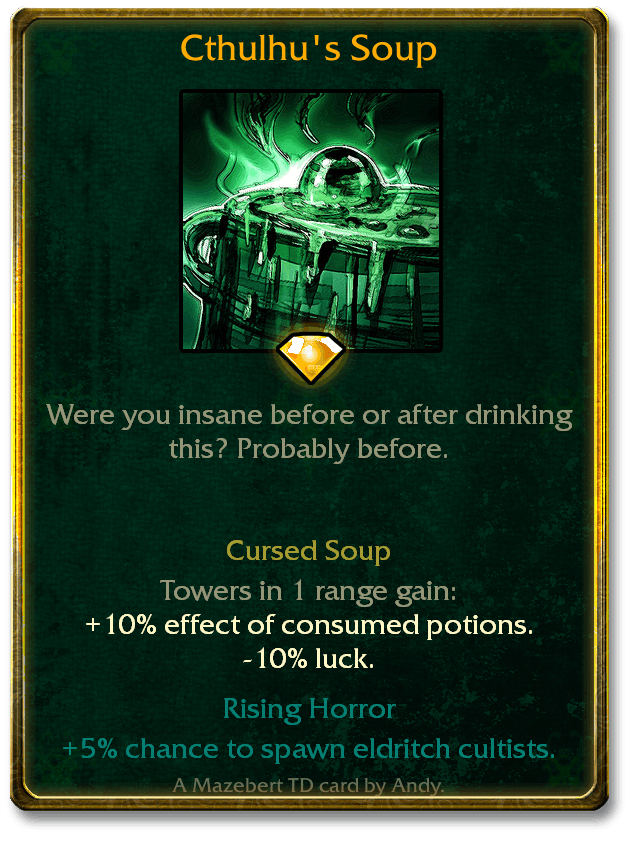 Cthulhu's Soup
Were you insane before or after drinking
this? Probably before.
Cursed Soup
Towers in 1 range gain:
+10% effect of consumed potions.
-10% luck.
Rising Horror
+5% chance to spawn eldritch cultists.
A Mazebert TD card by Andy.